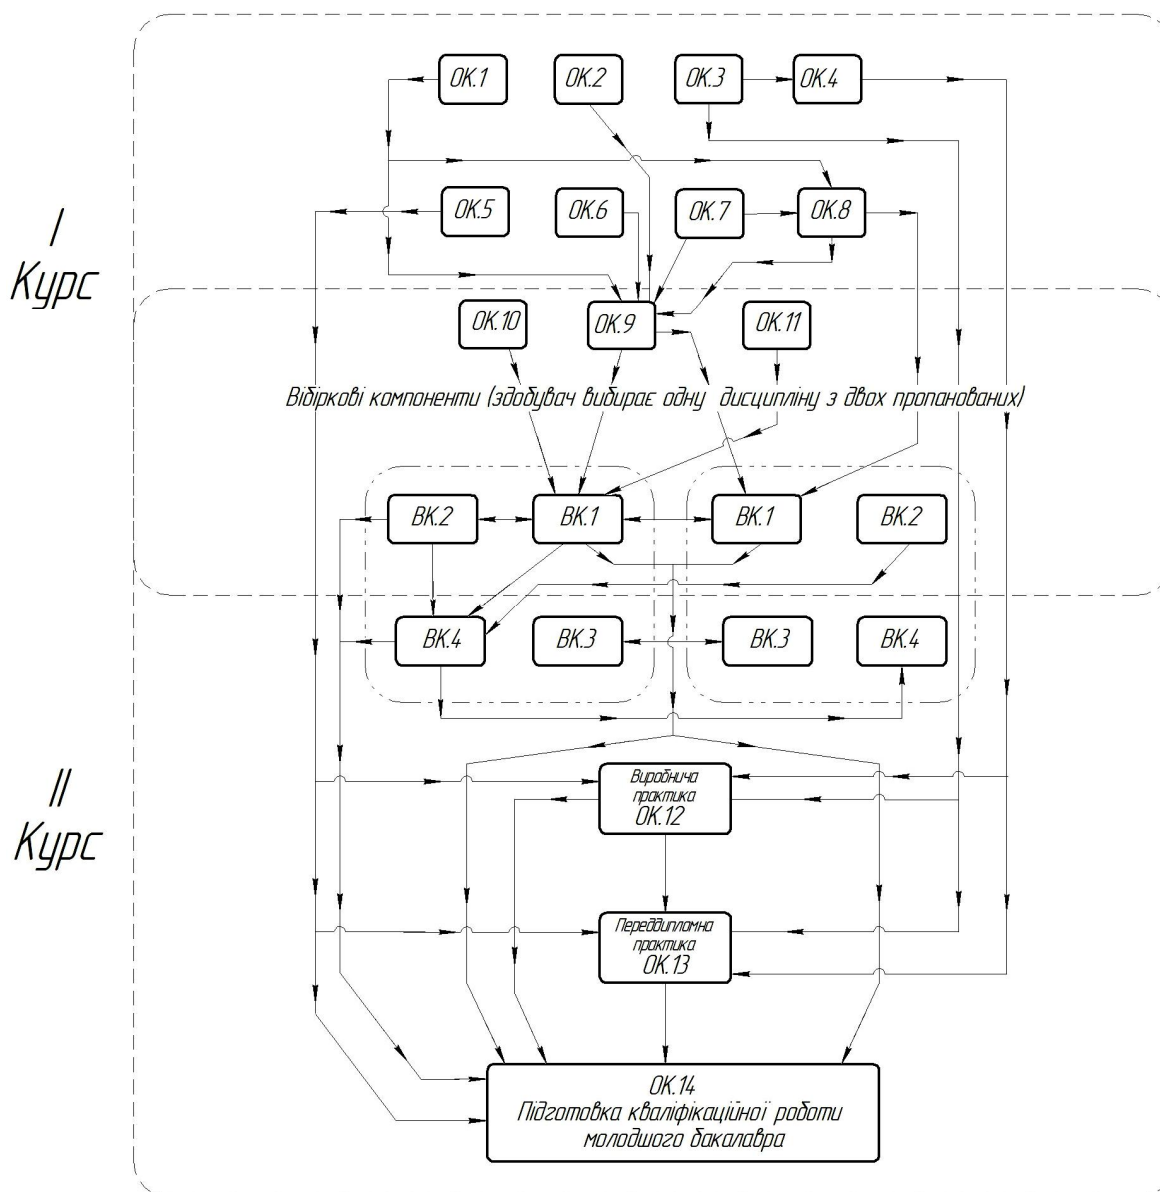 ОК.1
ОК.2
ОК.3
ОК.4
ОК.5
ОК.6
ОК.7
ОК.8
I
Курс
ОК.10
ОК.9
ОК.11
Вібіркові компоненти (здобувач вибирає одну дисципліну з двох пропанованих)
ВК.2
ВК.1
ВК.1
ВК.2
ВК.4
ВК.3
ВК.3
ВК.4
II
Курс
Виробнича
практика
ОК.12
Переддипломна
практика
ОК.13
ОК.14
Підготовка кваліфікаційної роботи
молодшого бакалавра